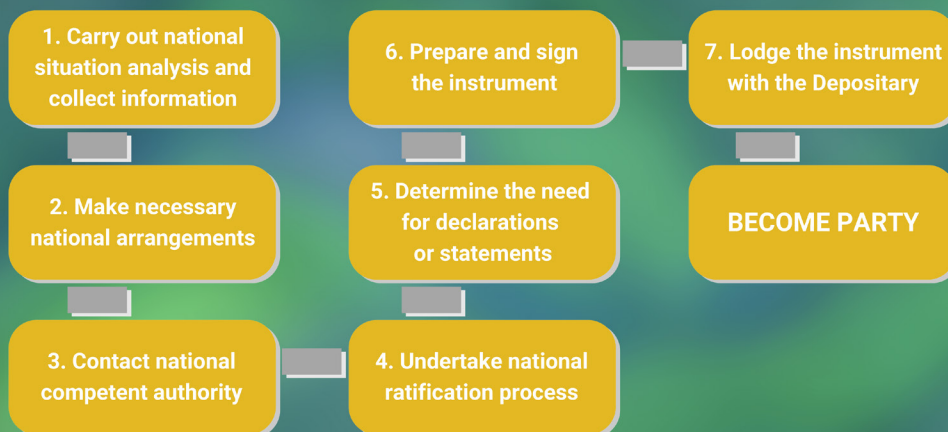 1. Carry out national
situation analysis and
collect information
2. Make necessary
national arrangements
3. Contact national
competent authority
4. Undertake national
ratification process
5. Determine the need
for declarations
or statements
6. Prepare and sign
the instrument
7. Lodge the instrument
with the Depositary
BECOME PARTY